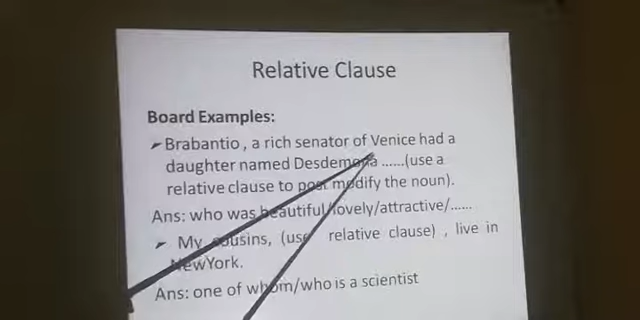 Relative Clause
Board Examples:
Brabantio , a rich senator of Venice had a
daughter named Desdemona ......(use a
relative clause to post modify the noun).
Ans: who was beautiful/lovely/attractive/......
My cousins, (use relative clause) , live in
NewYork.
Ans: one of whom/who is a scientist